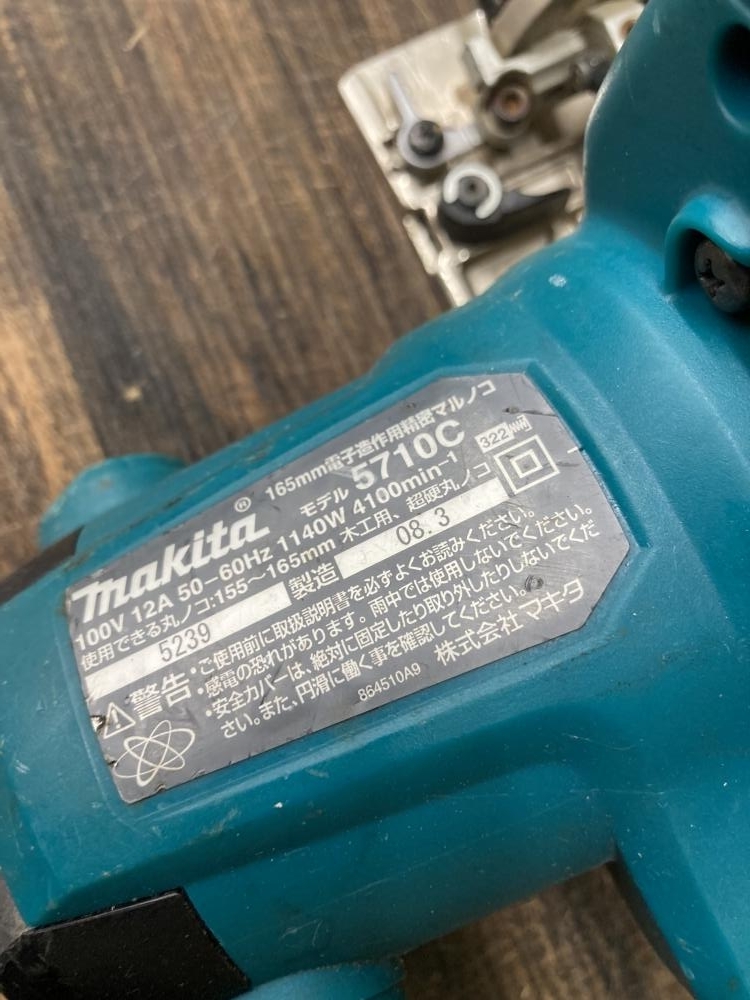 165mm電子造作用精密マルノコ
makita® モデル 5710C
322
100V 12A 50-60Hz 1140W 4100min⁻¹
使用できる丸ノコ:155〜165mm 木工用、超硬丸ノコ
5239 製造 08.3
⚠警告
・ご使用前に取扱説明書を必ずよくお読みください。
・感電の恐れがあります。雨中では使用しないでください。
・安全カバーは、絶対に固定したり取り外したりしないでくだ
さい。また、円滑に働く事を確認してください。
864510A9 株式会社 マキタ